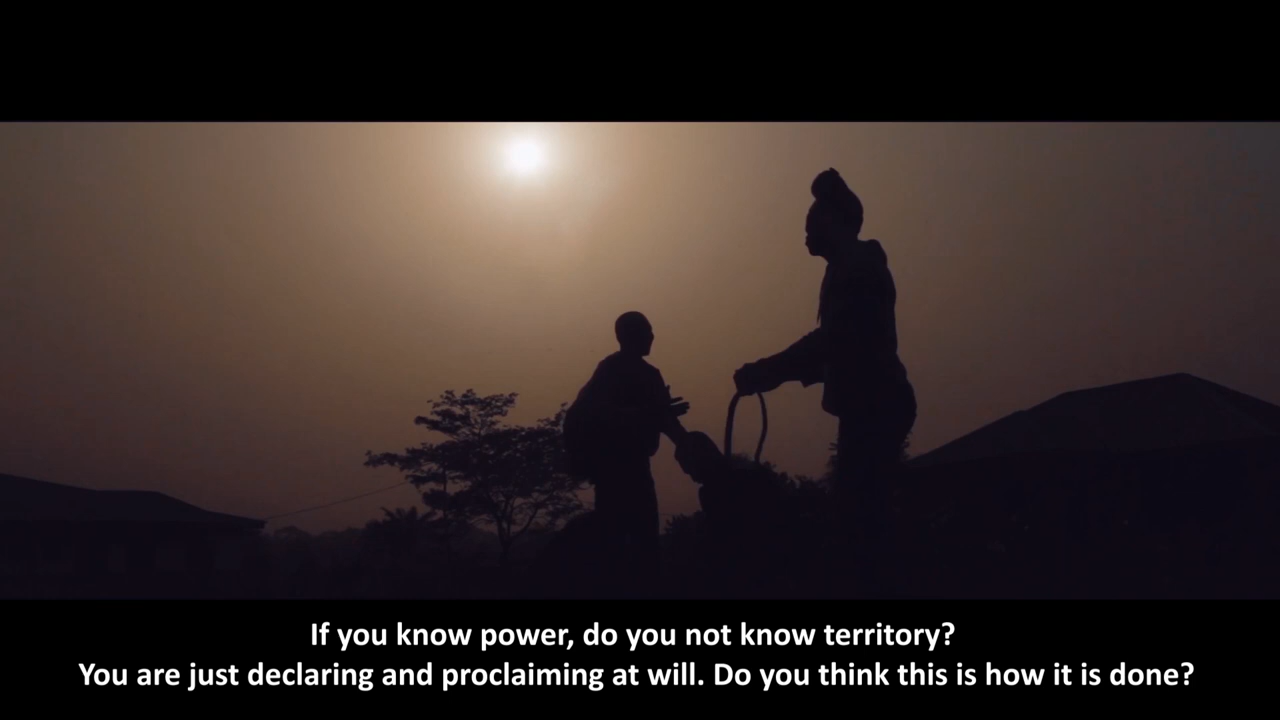 If you know power, do you not know territory?
You are just declaring and proclaiming at will. Do you think this is how it is done?